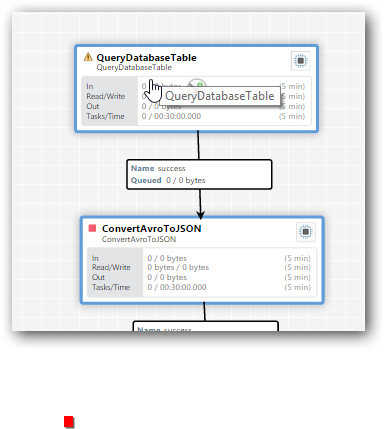 QueryDatabaseTable
QueryDatabaseTable
In 0 / 0 bytes (5 min)
Read/Write (5 min)
QueryDatabaseTable
Out (5 min)
Tasks/Time 0 / 00:30:00.000 (5 min)
Name success
Queued 0 / 0 bytes
ConvertAvroToJSON
ConvertAvroToJSON
In 0 / 0 bytes (5 min)
Read/Write 0 bytes / 0 bytes (5 min)
Out 0 / 0 bytes (5 min)
Tasks/Time 0 / 00:30:00.000 (5 min)
Name success